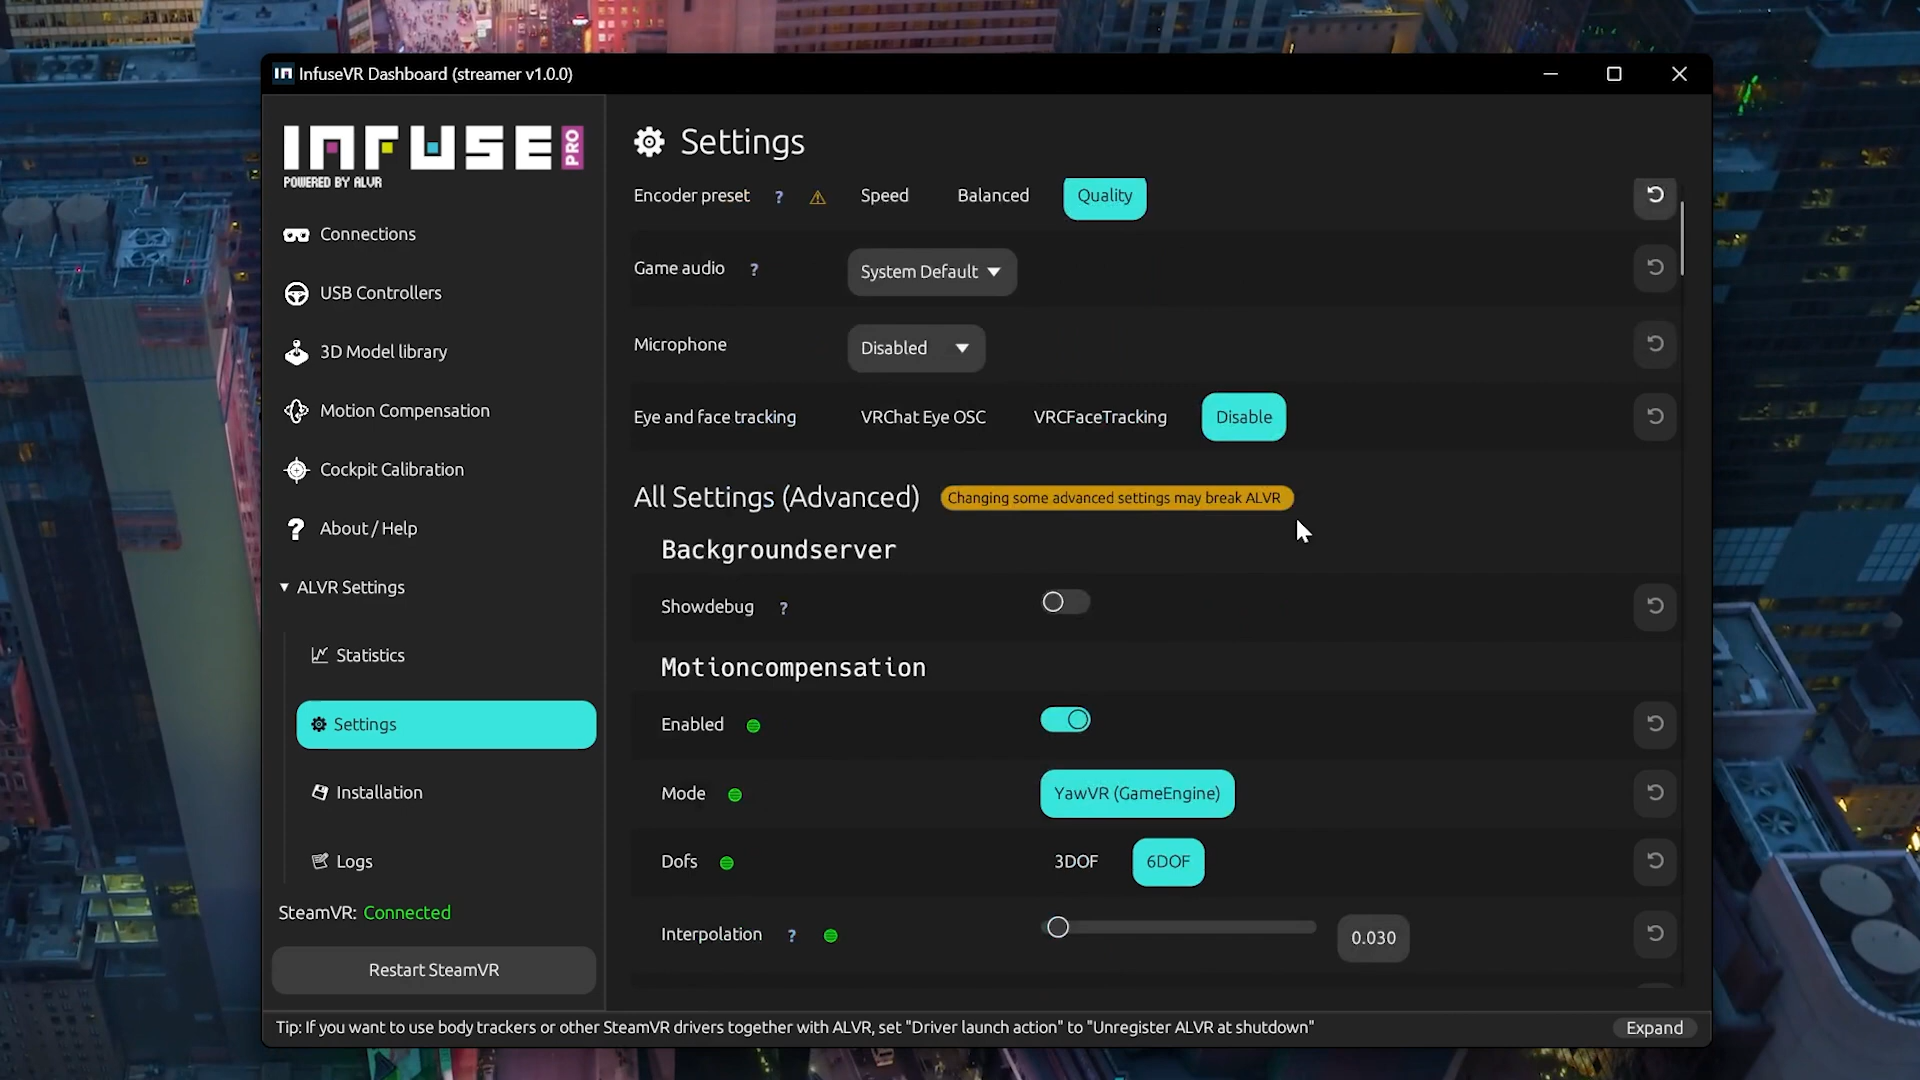 InfuseVR Dashboard (streamer v1.0.0)
INFUSE PRO
POWERED BY ALVR
Connections
USB Controllers
3D Model library
Motion Compensation
Cockpit Calibration
About / Help
ALVR Settings
Statistics
Settings
Installation
Logs
SteamVR: Connected
Restart SteamVR
Settings
Encoder preset ? Speed Balanced Quality
Game audio ? System Default
Microphone Disabled
Eye and face tracking VRChat Eye OSC VRCFaceTracking Disable
All Settings (Advanced) Changing some advanced settings may break ALVR
Backgroundserver
Showdebug ?
Motioncompensation
Enabled
Mode YawVR (GameEngine)
Dofs 3DOF 6DOF
Interpolation ? 0.030
Tip: If you want to use body trackers or other SteamVR drivers together with ALVR, set "Driver launch action" to "Unregister ALVR at shutdown" Expand